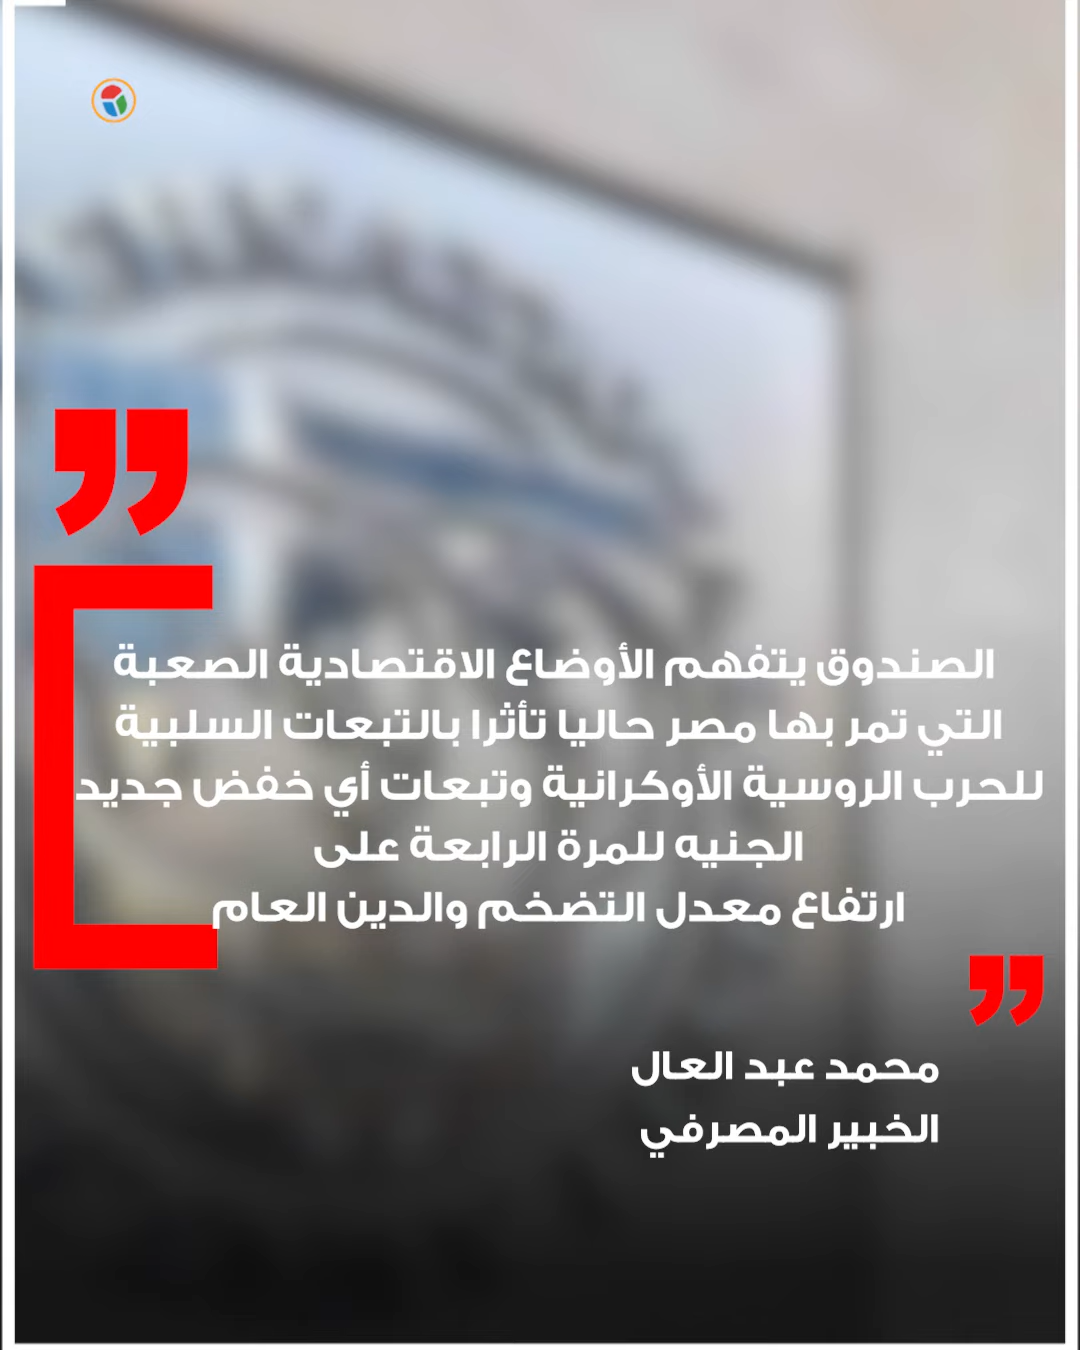 الصندوق يتفهم الأوضاع الاقتصادية الصعبة
التي تمر بها مصر حاليا تأثرا بالتبعات السلبية
للحرب الروسية الأوكرانية وتبعات أي خفض جديد
الجنيه للمرة الرابعة على
ارتفاع معدل التضخم والدين العام
محمد عبد العال
الخبير المصرفي